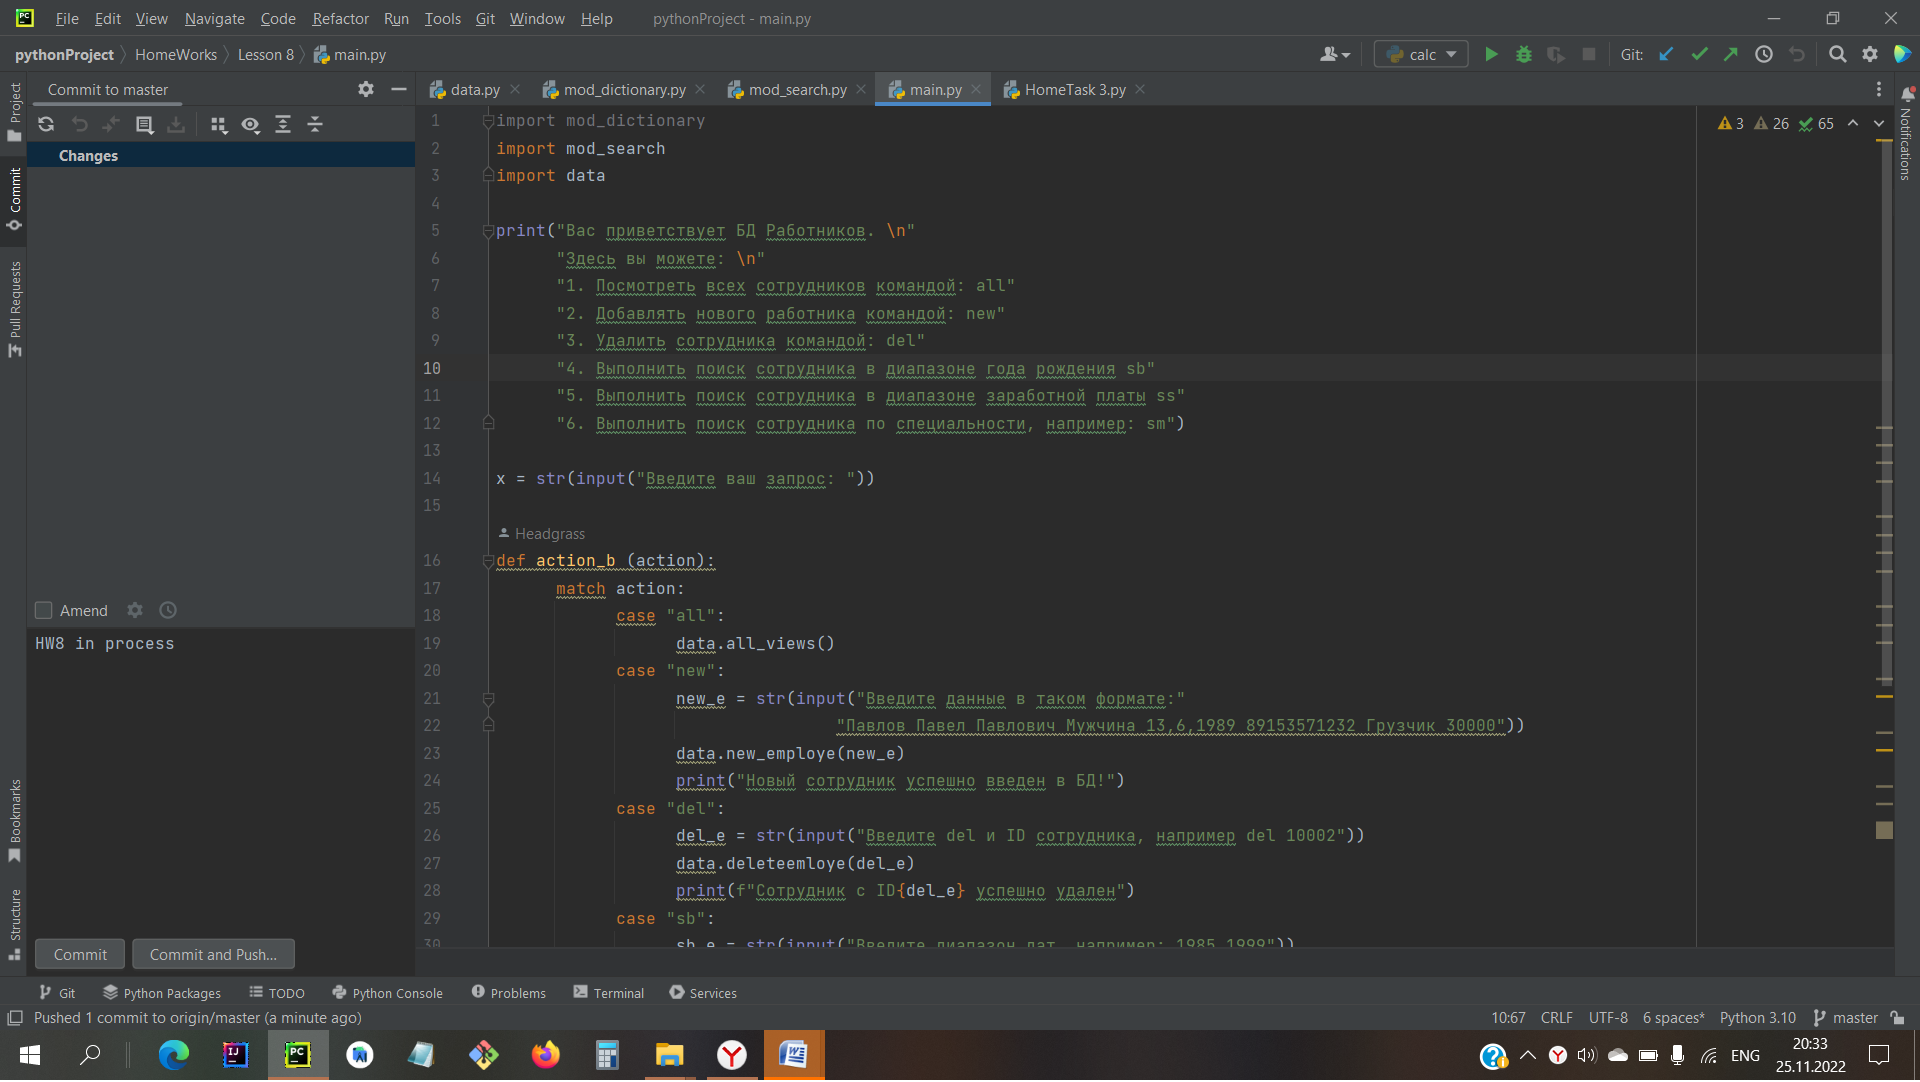 File Edit View Navigate Code Refactor Run Tools Git Window Help pythonProject - main.py
pythonProject HomeWorks Lesson 8 main.py calc Git:
Commit to master
data.py mod_dictionary.py mod_search.py main.py HomeTask 3.py
Project
Commit
Pull Requests
Bookmarks
Structure
Notifications
Changes
3 26 65
1 import mod_dictionary
2 import mod_search
3 import data
4
5 print("Вас приветствует БД Работников. \n"
6 "Здесь вы можете: \n"
7 "1. Посмотреть всех сотрудников командой: all"
8 "2. Добавлять нового работника командой: new"
9 "3. Удалить сотрудника командой: del"
10 "4. Выполнить поиск сотрудника в диапазоне года рождения sb"
11 "5. Выполнить поиск сотрудника в диапазоне заработной платы ss"
12 "6. Выполнить поиск сотрудника по специальности, например: sm")
13
14 x = str(input("Введите ваш запрос: "))
15
Headgrass
16 def action_b (action):
17 match action:
18 case "all":
19 data.all_views()
20 case "new":
21 new_e = str(input("Введите данные в таком формате:"
22 "Павлов Павел Павлович Мужчина 13,6,1989 89153571232 Грузчик 30000"))
23 data.new_employe(new_e)
24 print("Новый сотрудник успешно введен в БД!")
25 case "del":
26 del_e = str(input("Введите del и ID сотрудника, например del 10002"))
27 data.deleteemloye(del_e)
28 print(f"Сотрудник с ID{del_e} успешно удален")
29 case "sb":
30 sb_e = str(input("Введите диапазон дат, например: 1985 1999"))
Amend
HW8 in process
Commit Commit and Push...
Git Python Packages TODO Python Console Problems Terminal Services
Pushed 1 commit to origin/master (a minute ago) 10:67 CRLF UTF-8 6 spaces* Python 3.10 master
ENG
20:33
25.11.2022